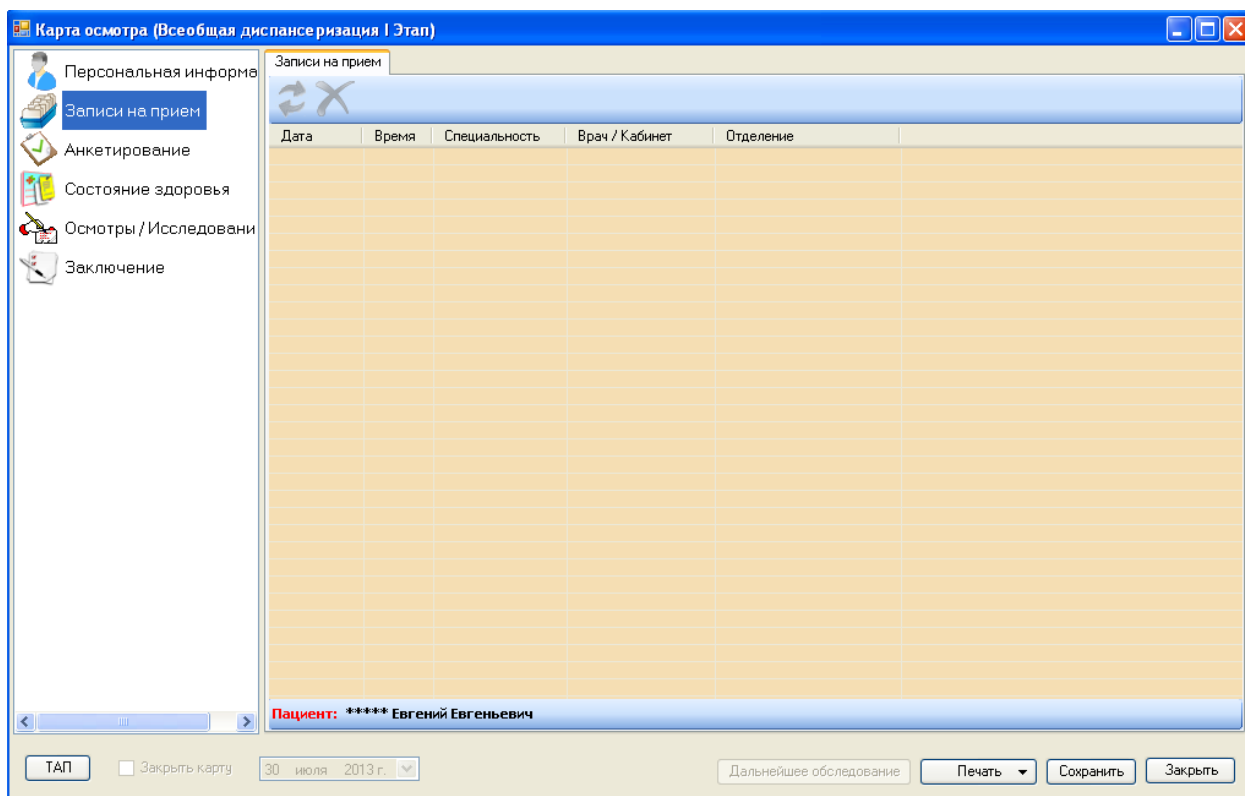 Карта осмотра (Всеобщая диспансеризация I Этап)
Персональная информа
Записи на прием
Анкетирование
Состояние здоровья
Осмотры / Исследовани
Заключение
Записи на прием
Дата Время Специальность Врач / Кабинет Отделение
Пациент: ***** Евгений Евгеньевич
ТАП Закрыть карту 30 июля 2013 г. Дальнейшее обследование Печать Сохранить Закрыть